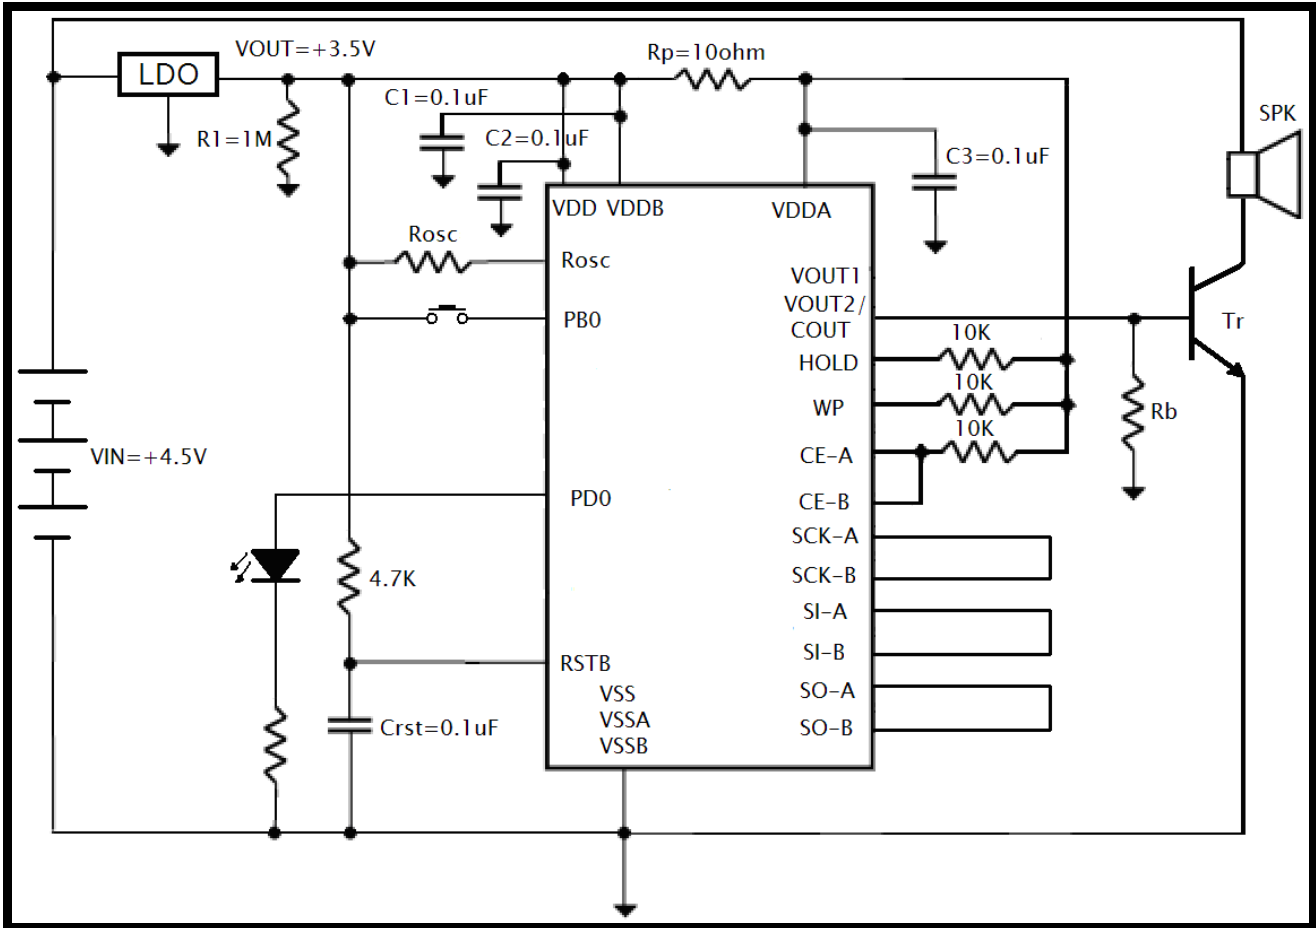 VOUT=+3.5V
LDO
Rp=10ohm
C1=0.1uF
SPK
R1=1M
C2=0.1uF
C3=0.1uF
VDD
VDDB
VDDA
Rosc
Rosc
VOUT1
VOUT2/
COUT
PB0
Tr
10K
HOLD
10K
WP
Rb
10K
CE-A
VIN=+4.5V
PD0
CE-B
SCK-A
4.7K
SCK-B
SI-A
SI-B
RSTB
VSS
SO-A
VSSA
Crst=0.1uF
SO-B
VSSB